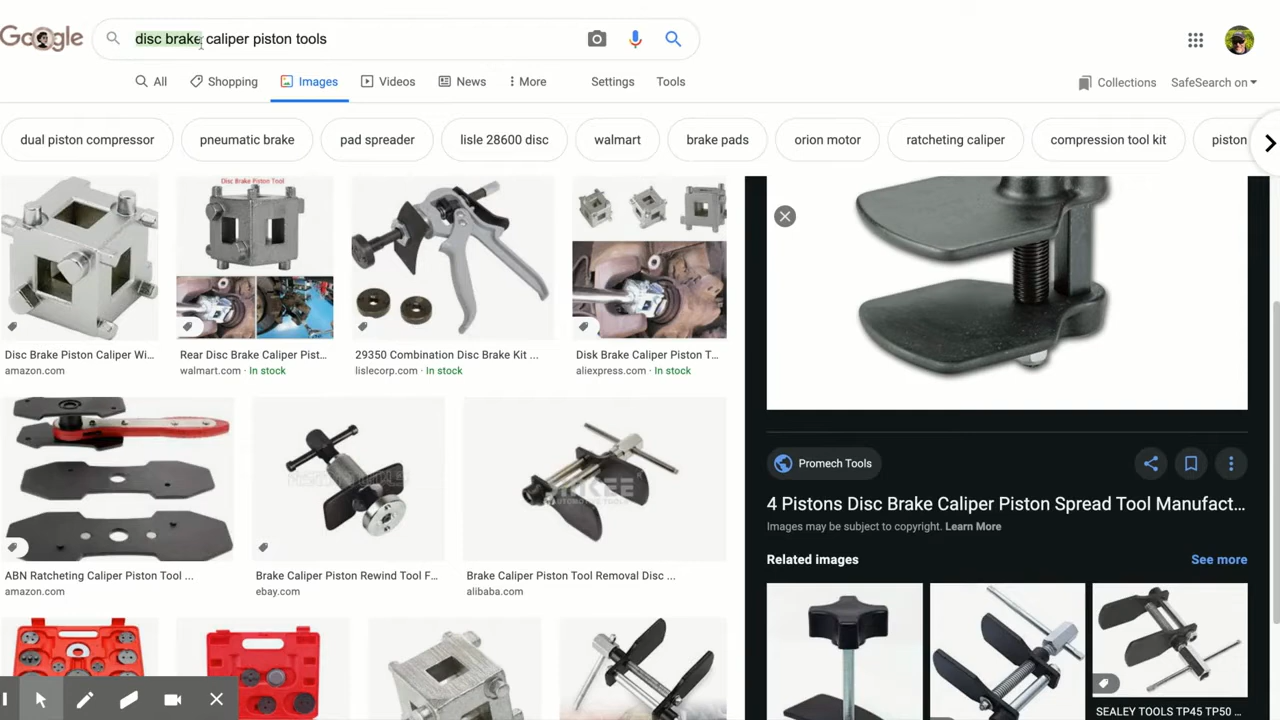 Google
disc brake caliper piston tools
All Shopping Images Videos News More Settings Tools Collections SafeSearch on
dual piston compressor pneumatic brake pad spreader lisle 28600 disc walmart brake pads orion motor ratcheting caliper compression tool kit piston
Disc Brake Piston Tool
Disc Brake Piston Caliper Wi...
amazon.com
Rear Disc Brake Caliper Pist...
walmart.com · In stock
29350 Combination Disc Brake Kit ...
lislecorp.com · In stock
Disk Brake Caliper Piston T...
aliexpress.com · In stock
ABN Ratcheting Caliper Piston Tool ...
amazon.com
Brake Caliper Piston Rewind Tool F...
ebay.com
Brake Caliper Piston Tool Removal Disc ...
alibaba.com
Promech Tools
4 Pistons Disc Brake Caliper Piston Spread Tool Manufact...
Images may be subject to copyright. Learn More
Related images See more
SEALEY TOOLS TP45 TP50 ...